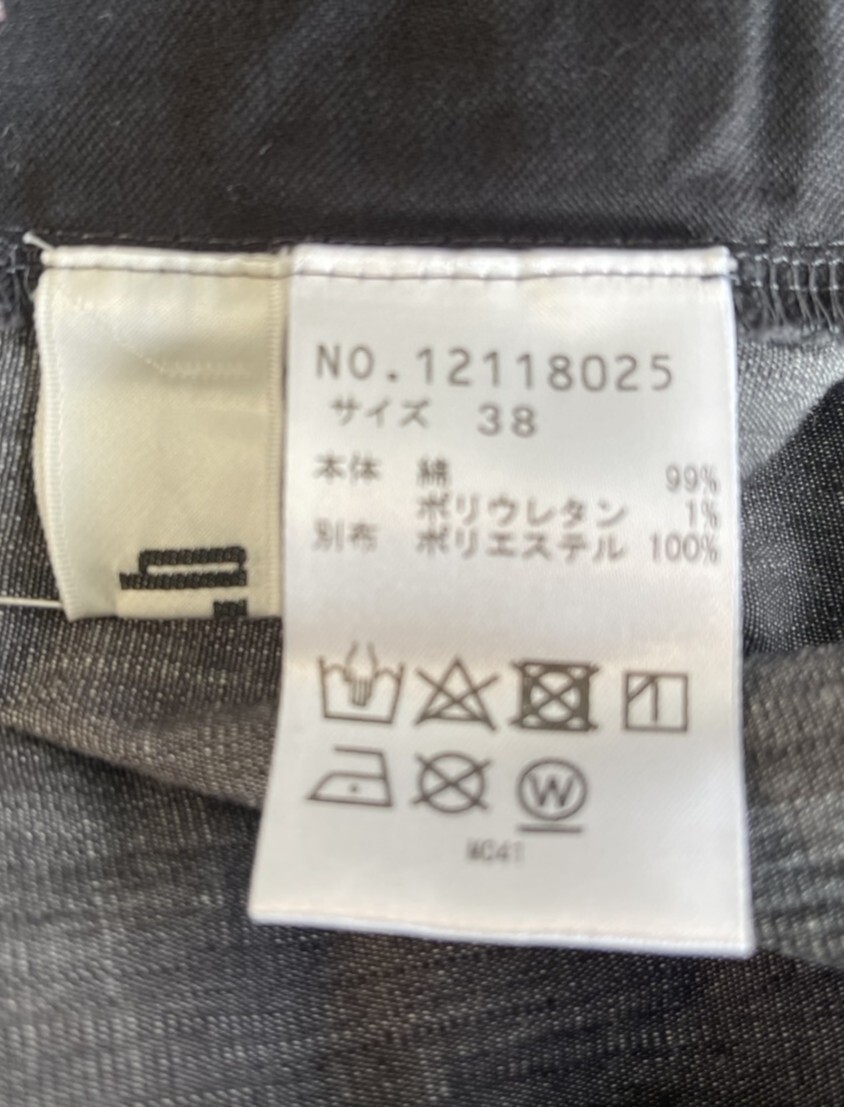 NO.12118025
サイズ 38
本体 綿 99%
ポリウレタン 1%
別布 ポリエステル 100%
W
MC41